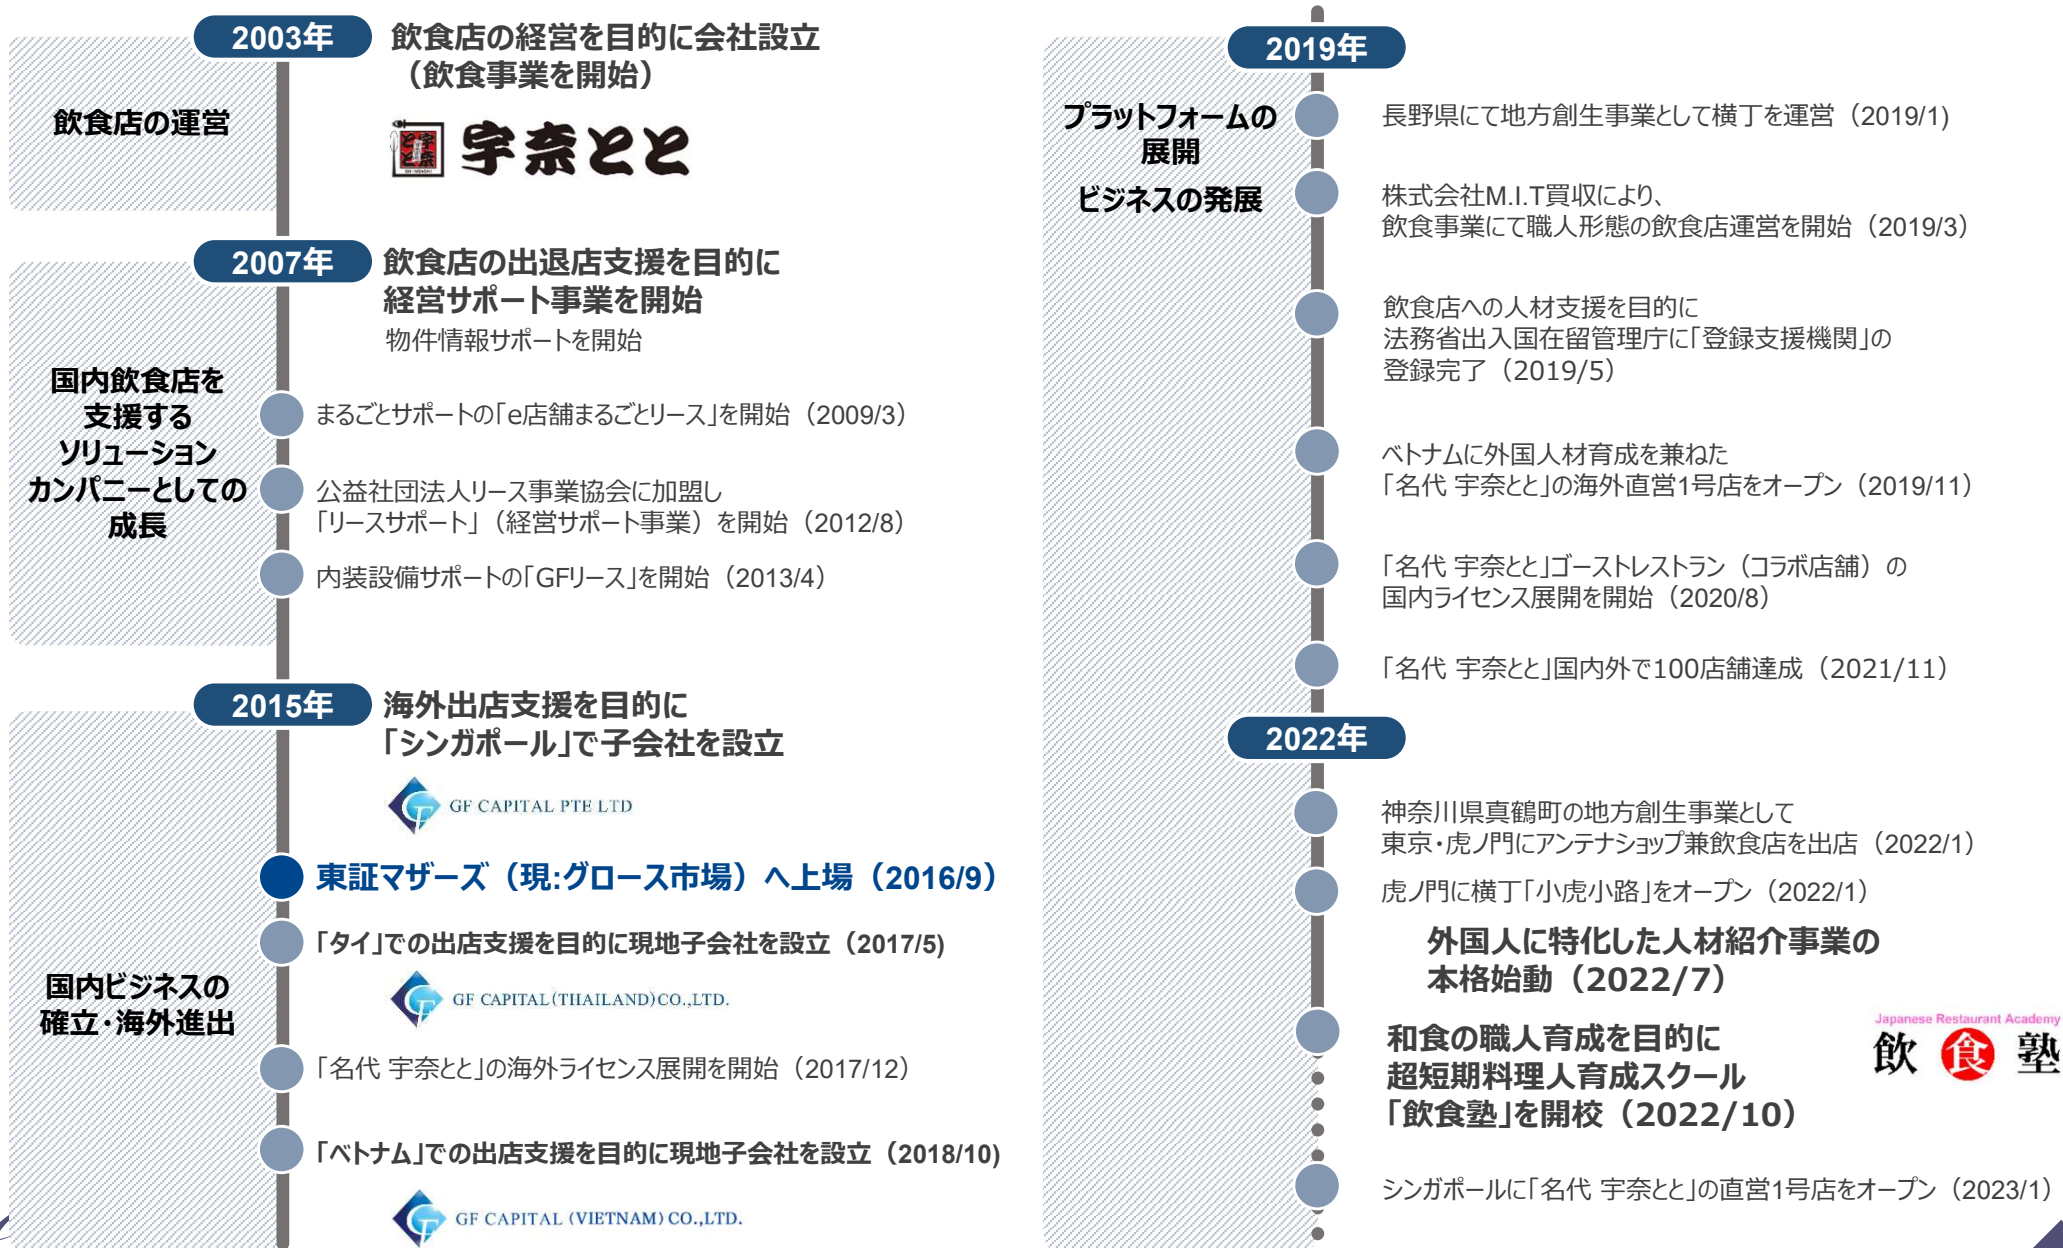 2003年
飲食店の経営を目的に会社設立
（飲食事業を開始）
飲食店の運営
宇奈とと
2007年
飲食店の出退店支援を目的に
経営サポート事業を開始
物件情報サポートを開始
国内飲食店を
支援する
ソリューション
カンパニーとしての
成長
まるごとサポートの「e店舗まるごとリース」を開始（2009/3）
公益社団法人リース事業協会に加盟し
「リースサポート」（経営サポート事業）を開始（2012/8）
内装設備サポートの「GFリース」を開始（2013/4）
2015年
海外出店支援を目的に
「シンガポール」で子会社を設立
GF CAPITAL PTE LTD
東証マザーズ（現:グロース市場）へ上場（2016/9）
「タイ」での出店支援を目的に現地子会社を設立（2017/5)
GF CAPITAL(THAILAND)CO.,LTD.
国内ビジネスの
確立・海外進出
「名代 宇奈とと」の海外ライセンス展開を開始（2017/12）
「ベトナム」での出店支援を目的に現地子会社を設立（2018/10)
GF CAPITAL (VIETNAM) CO.,LTD.
2019年
プラットフォームの
展開
ビジネスの発展
長野県にて地方創生事業として横丁を運営（2019/1)
株式会社M.I.T買収により、
飲食事業にて職人形態の飲食店運営を開始（2019/3）
飲食店への人材支援を目的に
法務省出入国在留管理庁に「登録支援機関」の
登録完了（2019/5）
ベトナムに外国人材育成を兼ねた
「名代 宇奈とと」の海外直営1号店をオープン（2019/11）
「名代 宇奈とと」ゴーストレストラン（コラボ店舗）の
国内ライセンス展開を開始（2020/8）
「名代 宇奈とと」国内外で100店舗達成（2021/11）
2022年
神奈川県真鶴町の地方創生事業として
東京・虎ノ門にアンテナショップ兼飲食店を出店（2022/1）
虎ノ門に横丁「小虎小路」をオープン（2022/1）
外国人に特化した人材紹介事業の
本格始動（2022/7）
和食の職人育成を目的に
超短期料理人育成スクール
「飲食塾」を開校（2022/10）
Japanese Restaurant Academy
飲食塾
シンガポールに「名代 宇奈とと」の直営1号店をオープン（2023/1）